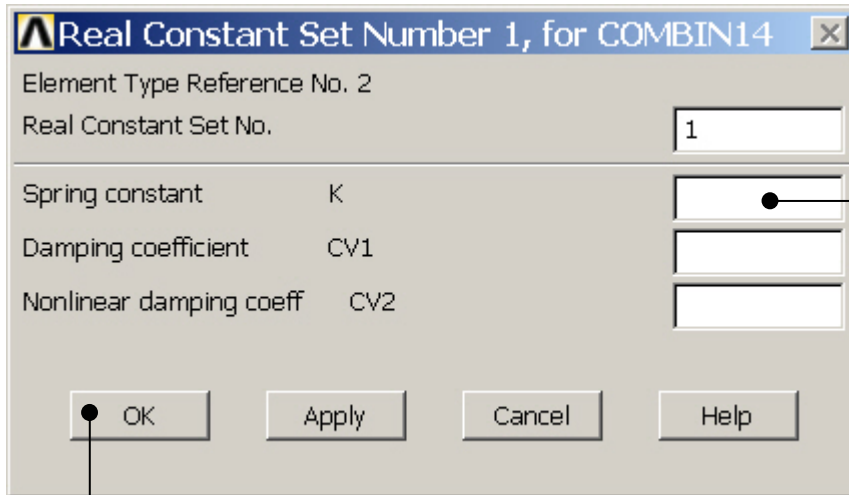 Real Constant Set Number 1, for COMBIN14
Element Type Reference No. 2
Real Constant Set No. 1
Spring constant K
Damping coefficient CV1
Nonlinear damping coeff CV2
OK Apply Cancel Help